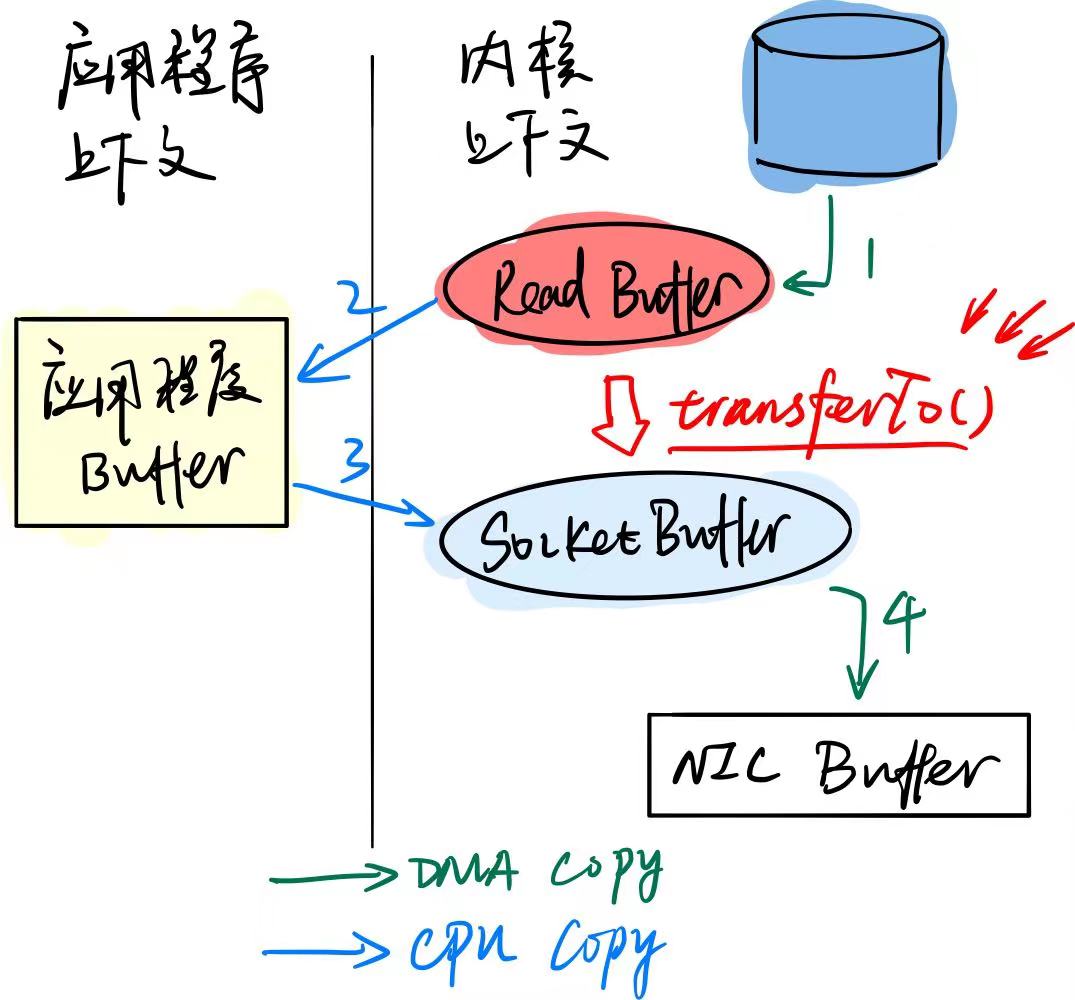 应用程序
上下文
内核
上下文
1
Read Buffer
2
应用程序
Buffer
transferTo()
3
Socket Buffer
4
NIC Buffer
DMA Copy
CPU Copy